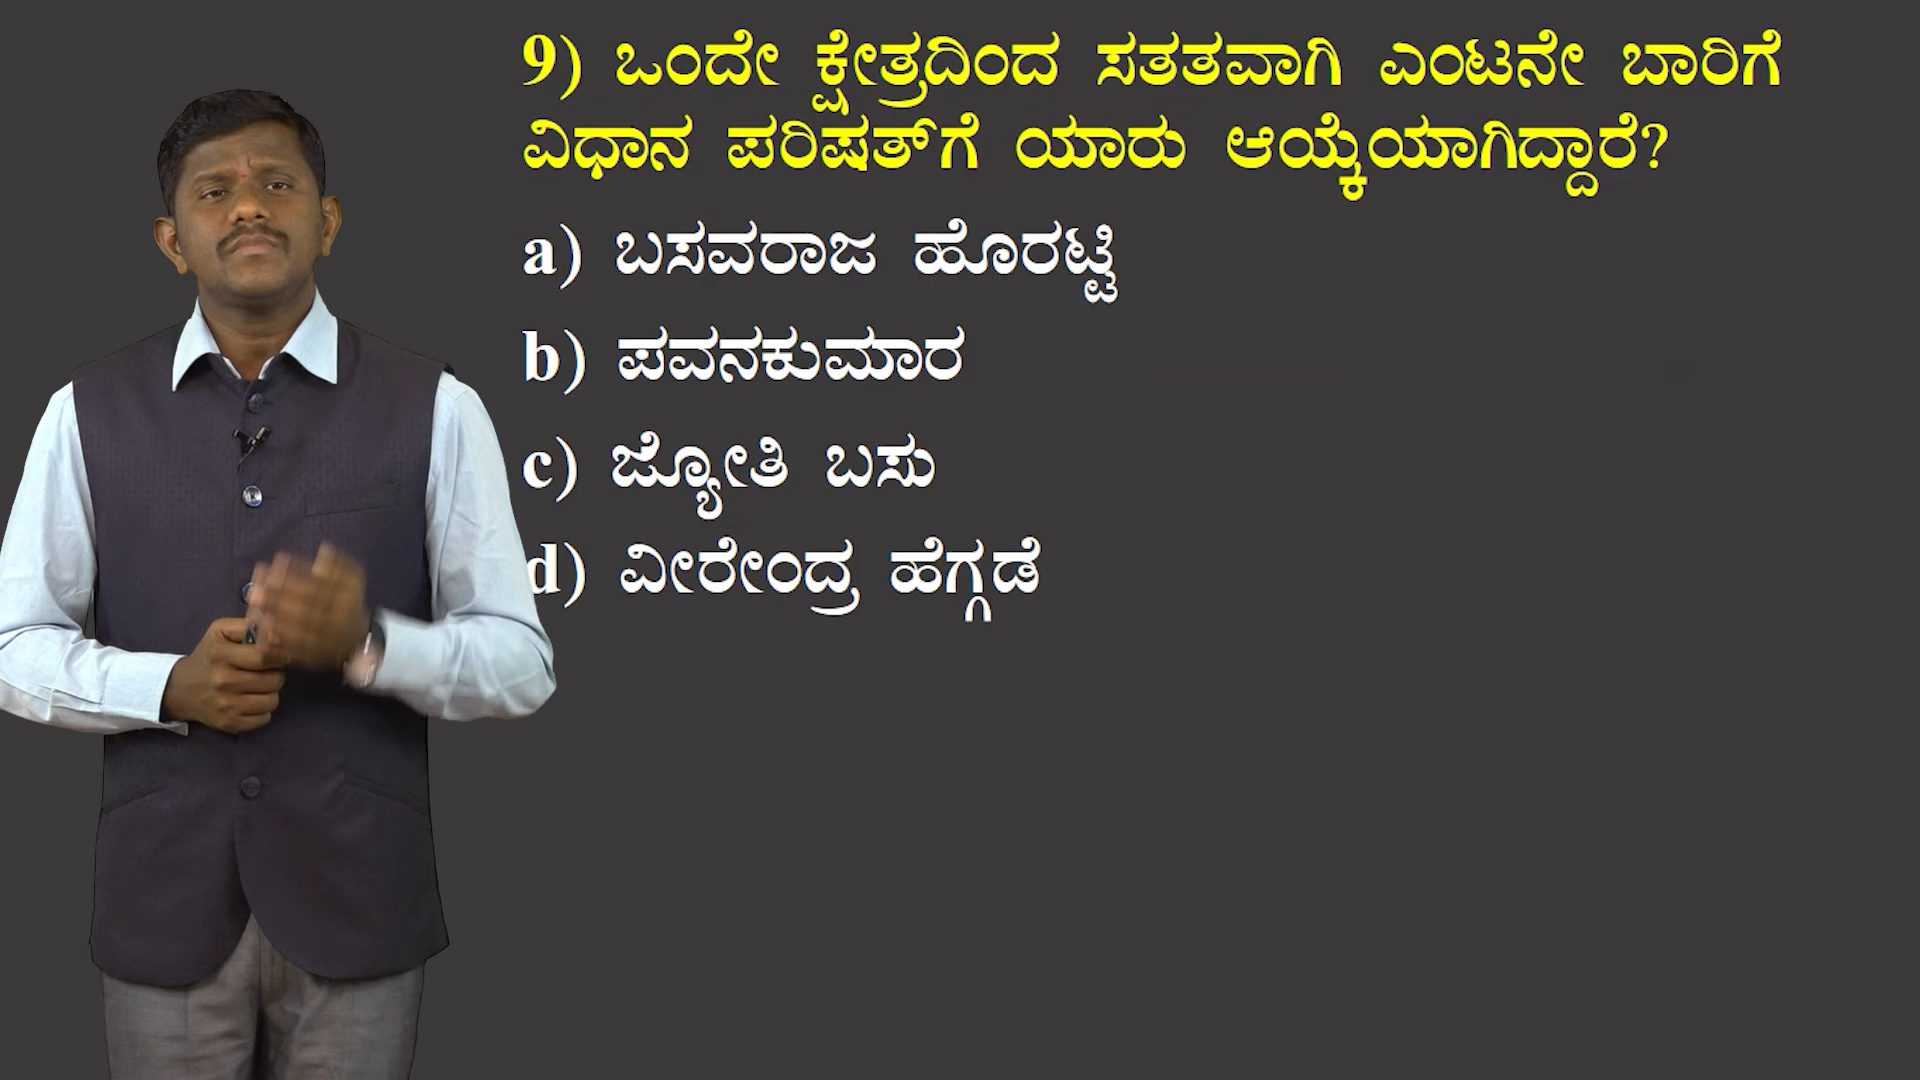 9) ಒಂದೇ ಕ್ಷೇತ್ರದಿಂದ ಸತತವಾಗಿ ಎಂಟನೇ ಬಾರಿಗೆ
ವಿಧಾನ ಪರಿಷತ್‌ಗೆ ಯಾರು ಆಯ್ಕೆಯಾಗಿದ್ದಾರೆ?
a) ಬಸವರಾಜ ಹೊರಟ್ಟಿ
b) ಪವನಕುಮಾರ
c) ಜ್ಯೋತಿ ಬಸು
d) ವೀರೇಂದ್ರ ಹೆಗ್ಗಡೆ